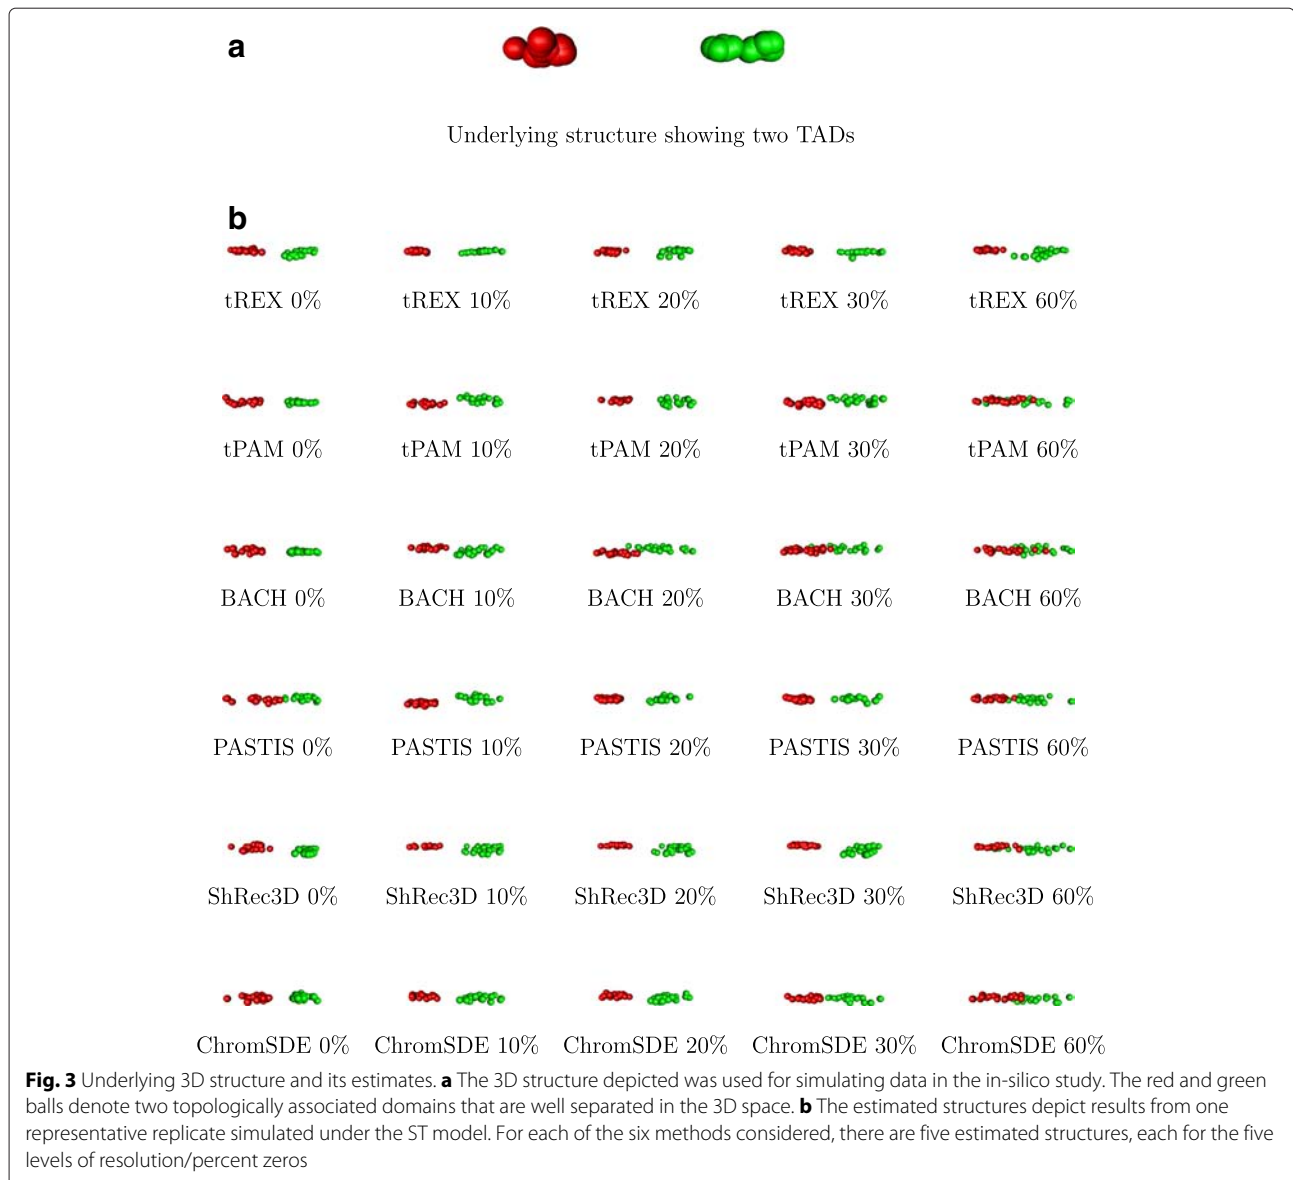 a
Underlying structure showing two TADs
b
tREX 0% tREX 10% tREX 20% tREX 30% tREX 60%
tPAM 0% tPAM 10% tPAM 20% tPAM 30% tPAM 60%
BACH 0% BACH 10% BACH 20% BACH 30% BACH 60%
PASTIS 0% PASTIS 10% PASTIS 20% PASTIS 30% PASTIS 60%
ShRec3D 0% ShRec3D 10% ShRec3D 20% ShRec3D 30% ShRec3D 60%
ChromSDE 0% ChromSDE 10% ChromSDE 20% ChromSDE 30% ChromSDE 60%
Fig. 3 Underlying 3D structure and its estimates. a The 3D structure depicted was used for simulating data in the in-silico study. The red and green
balls denote two topologically associated domains that are well separated in the 3D space. b The estimated structures depict results from one
representative replicate simulated under the ST model. For each of the six methods considered, there are five estimated structures, each for the five
levels of resolution/percent zeros